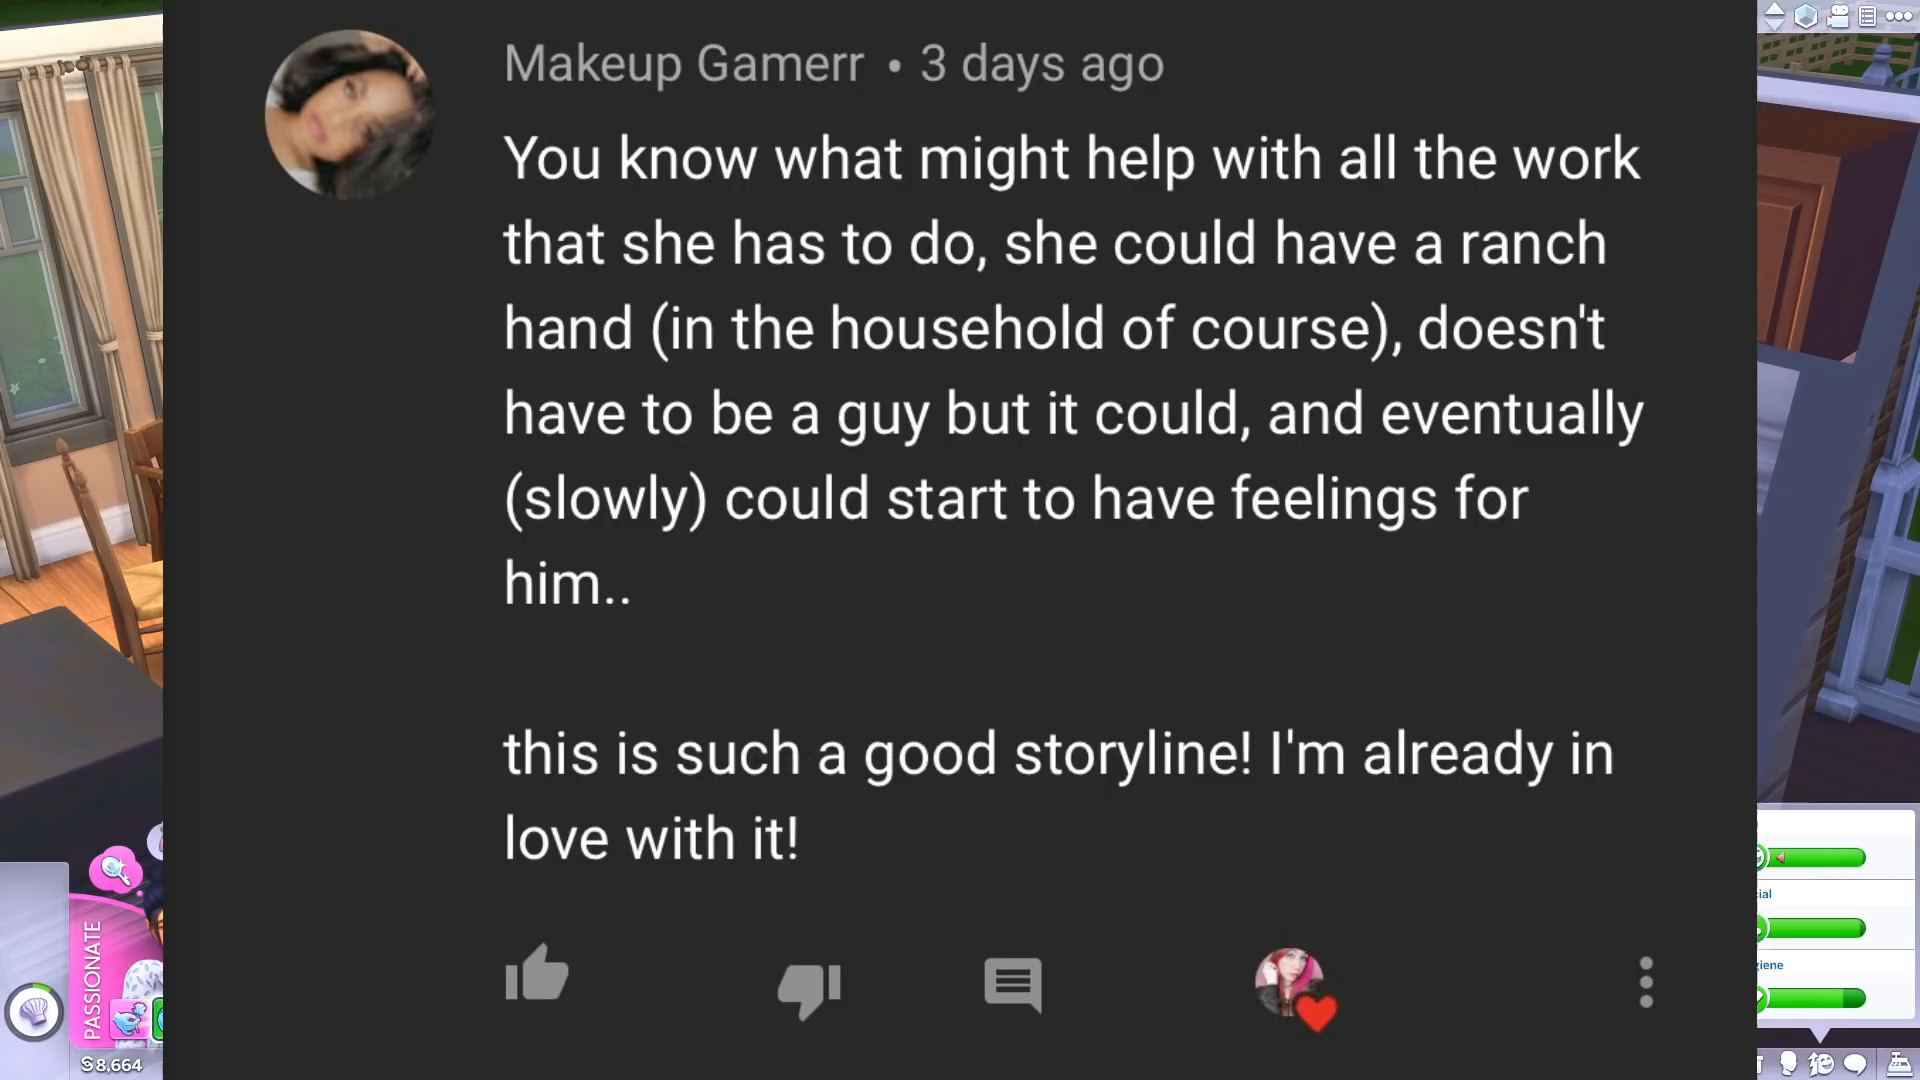 Makeup Gamerr • 3 days ago
You know what might help with all the work
that she has to do, she could have a ranch
hand (in the household of course), doesn't
have to be a guy but it could, and eventually
(slowly) could start to have feelings for
him..
this is such a good storyline! I'm already in
love with it!
PASSIONATE
§8,664
cial
giene